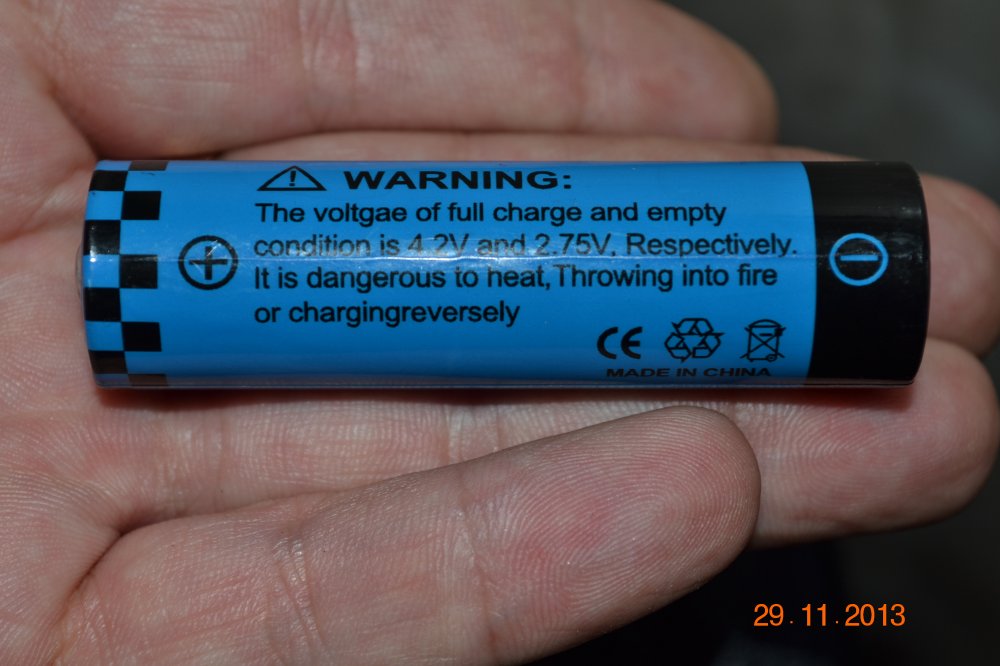 WARNING:
The voltgae of full charge and empty
condition is 4.2V and 2.75V, Respectively.
It is dangerous to heat,Throwing into fire
or chargingreversely
CE
MADE IN CHINA
29.11.2013